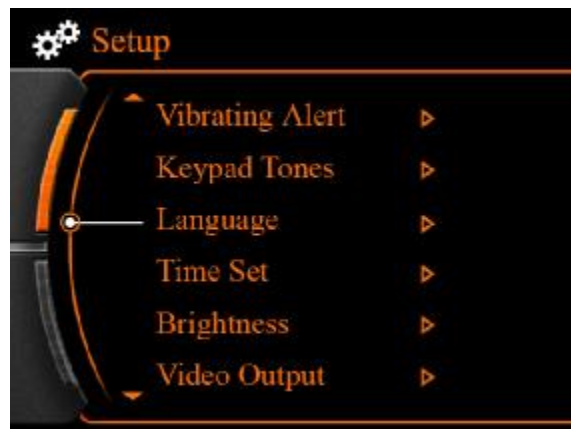 Setup
Vibrating Alert
Keypad Tones
Language
Time Set
Brightness
Video Output